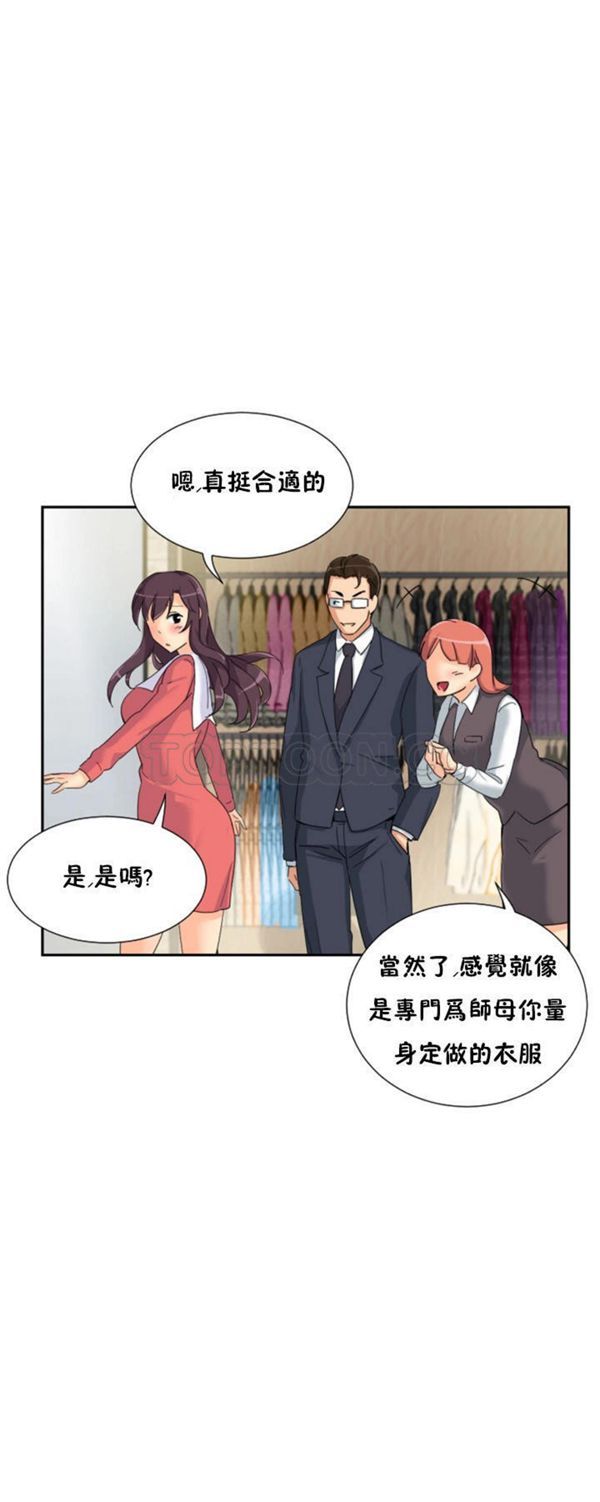 嗯,真挺合適的
是,是嗎?
當然了,感覺就像
是專門爲師母你量
身定做的衣服